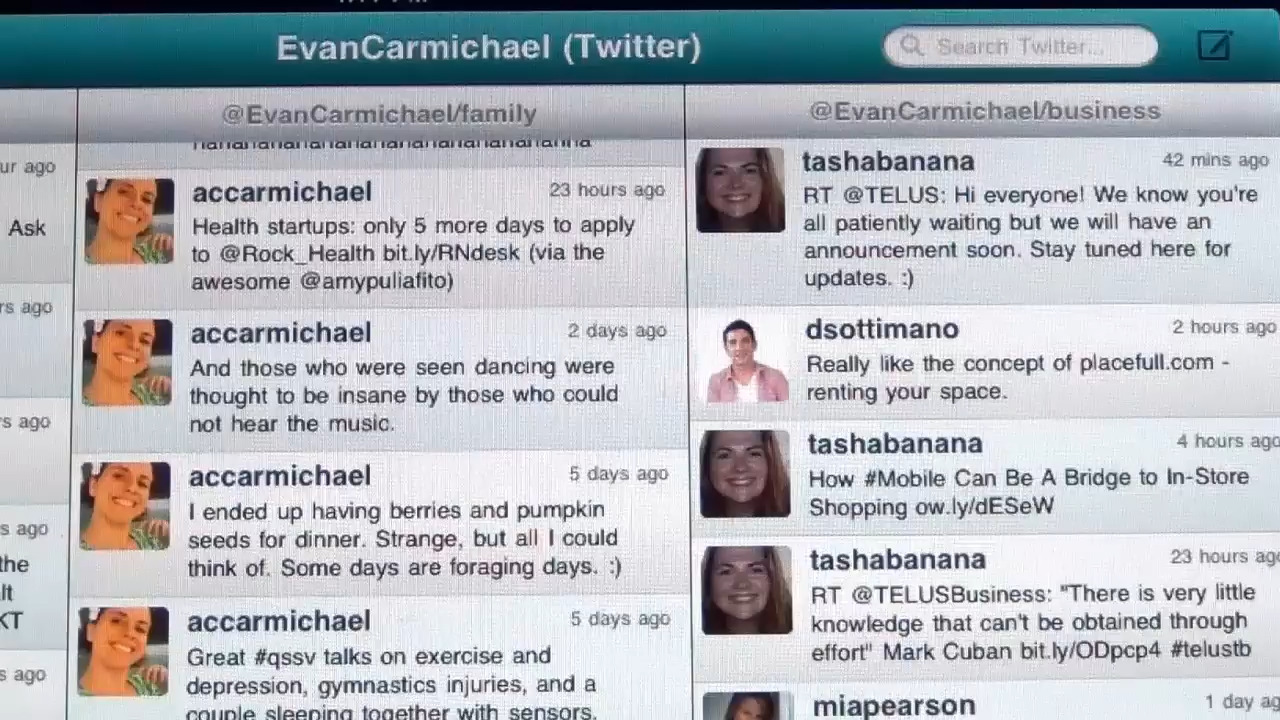 EvanCarmichael (Twitter)
Search Twitter...
ur ago
Ask
rs ago
rs ago
s ago
the
It
KT
s ago
@EvanCarmichael/family
accarmichael 23 hours ago
Health startups: only 5 more days to apply
to @Rock_Health bit.ly/RNdesk (via the
awesome @amypuliafito)
accarmichael 2 days ago
And those who were seen dancing were
thought to be insane by those who could
not hear the music.
accarmichael 5 days ago
I ended up having berries and pumpkin
seeds for dinner. Strange, but all I could
think of. Some days are foraging days. :)
accarmichael 5 days ago
Great #qssv talks on exercise and
depression, gymnastics injuries, and a
couple sleeping together with sensors.
@EvanCarmichael/business
tashabanana 42 mins ago
RT @TELUS: Hi everyone! We know you're
all patiently waiting but we will have an
announcement soon. Stay tuned here for
updates. :)
dsottimano 2 hours ago
Really like the concept of placefull.com -
renting your space.
tashabanana 4 hours ago
How #Mobile Can Be A Bridge to In-Store
Shopping ow.ly/dESeW
tashabanana 23 hours ago
RT @TELUSBusiness: "There is very little
knowledge that can't be obtained through
effort" Mark Cuban bit.ly/ODpcp4 #telustb
miapearson 1 day ag